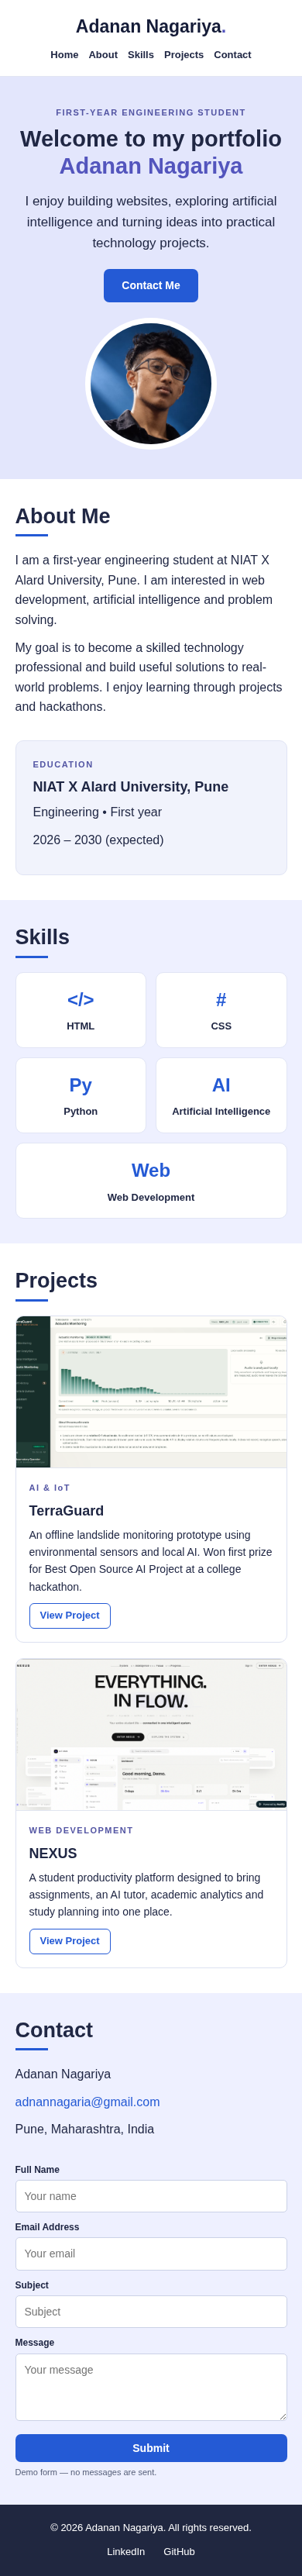 Adanan Nagariya.
Home About Skills Projects Contact
FIRST-YEAR ENGINEERING STUDENT
Welcome to my portfolio
Adanan Nagariya
I enjoy building websites, exploring artificial
intelligence and turning ideas into practical
technology projects.
Contact Me
About Me
I am a first-year engineering student at NIAT X
Alard University, Pune. I am interested in web
development, artificial intelligence and problem
solving.
My goal is to become a skilled technology
professional and build useful solutions to real-
world problems. I enjoy learning through projects
and hackathons.
EDUCATION
NIAT X Alard University, Pune
Engineering • First year
2026 – 2030 (expected)
Skills
</>
HTML
#
CSS
Py
Python
AI
Artificial Intelligence
Web
Web Development
Projects
AI & IoT
TerraGuard
An offline landslide monitoring prototype using
environmental sensors and local AI. Won first prize
for Best Open Source AI Project at a college
hackathon.
View Project
NEXUS
EVERYTHING.
IN FLOW.
Good morning, Demo.
WEB DEVELOPMENT
NEXUS
A student productivity platform designed to bring
assignments, an AI tutor, academic analytics and
study planning into one place.
View Project
Contact
Adanan Nagariya
adnannagaria@gmail.com
Pune, Maharashtra, India
Full Name
Your name
Email Address
Your email
Subject
Subject
Message
Your message
Submit
Demo form — no messages are sent.
© 2026 Adanan Nagariya. All rights reserved.
LinkedIn GitHub